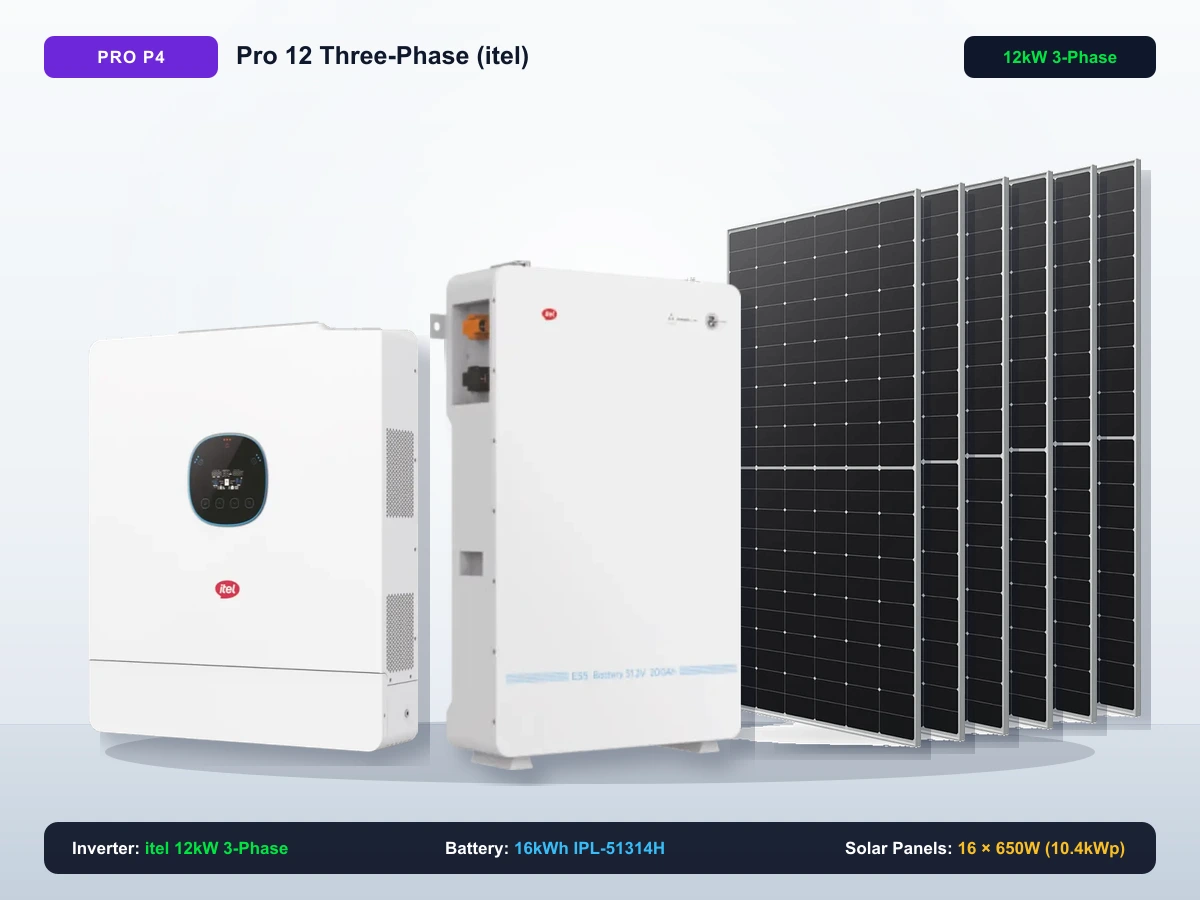 PRO P4
Pro 12 Three-Phase (itel)
12kW 3-Phase
itel
itel
ESS Battery 51.2V 200Ah
Inverter: itel 12kW 3-Phase
Battery: 16kWh IPL-51314H
Solar Panels: 16 × 650W (10.4kWp)